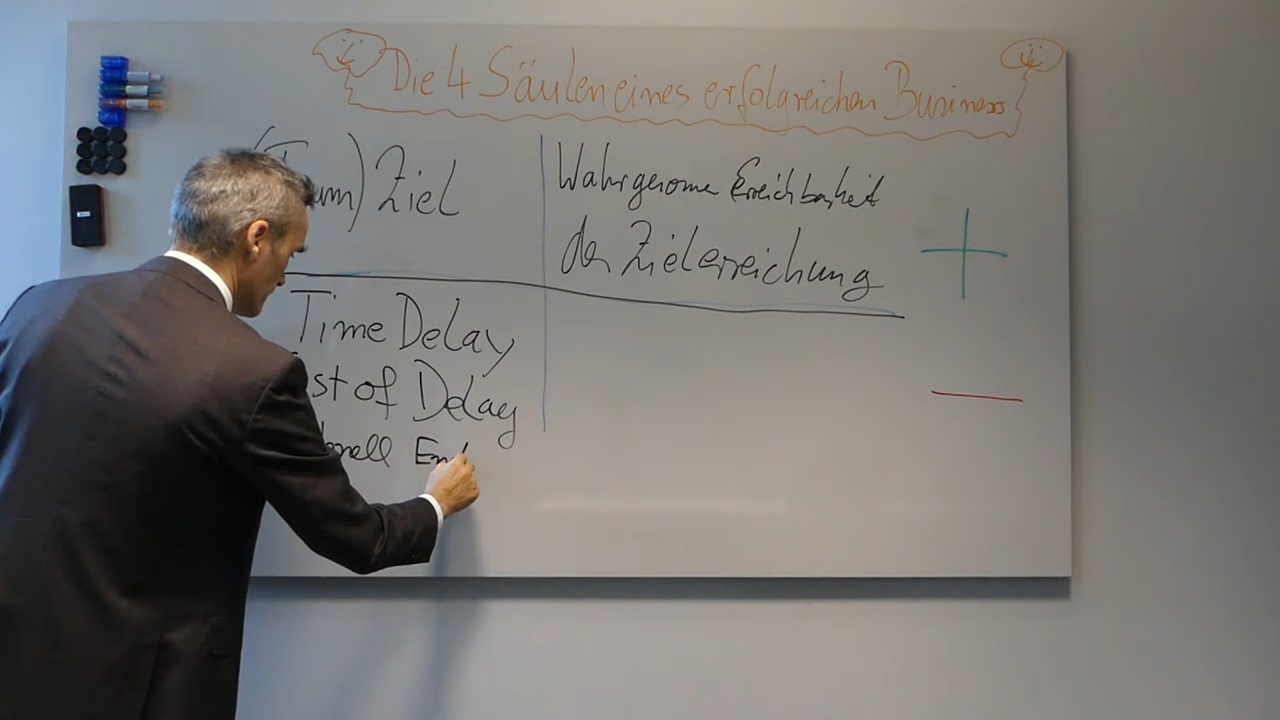 Die 4 Säulen eines erfolgreichen Business
(T um) Ziel
Wahrgenome Erreichbarkeit
der Zielerreichung
+
Time Delay
st of Delay
—
nell En